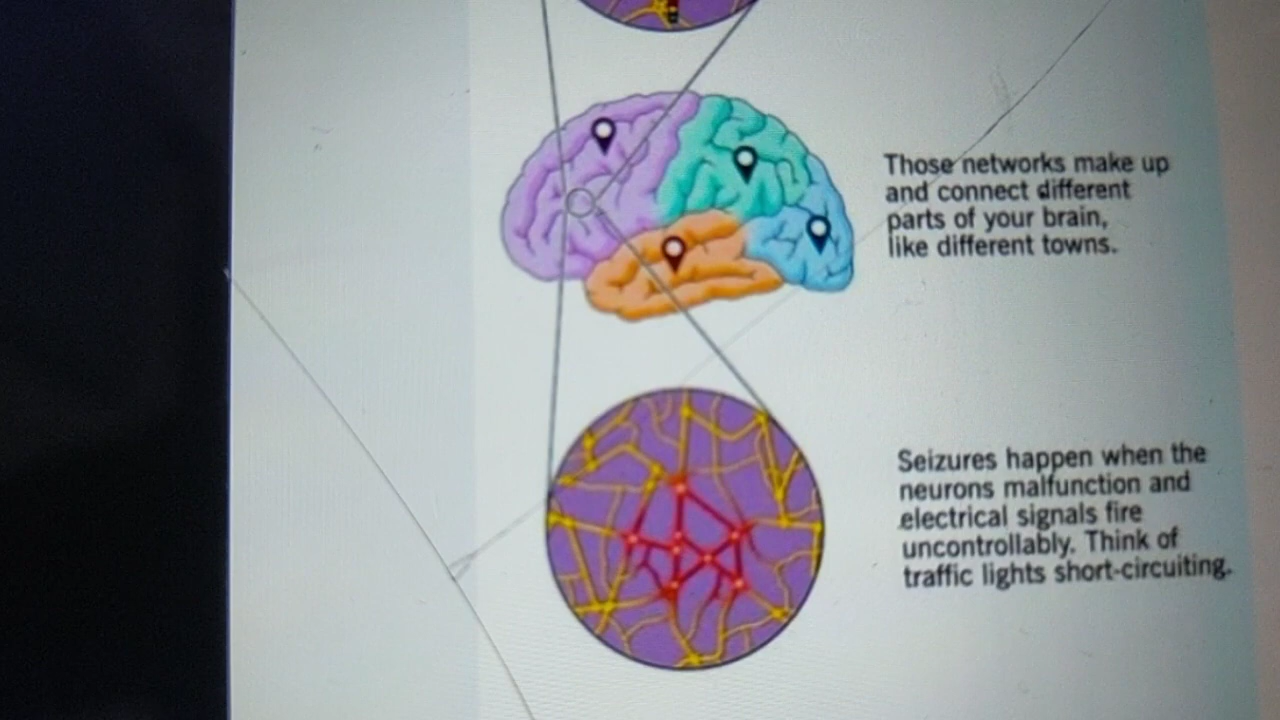 Those networks make up
and connect different
parts of your brain,
like different towns.
Seizures happen when the
neurons malfunction and
electrical signals fire
uncontrollably. Think of
traffic lights short-circuiting.